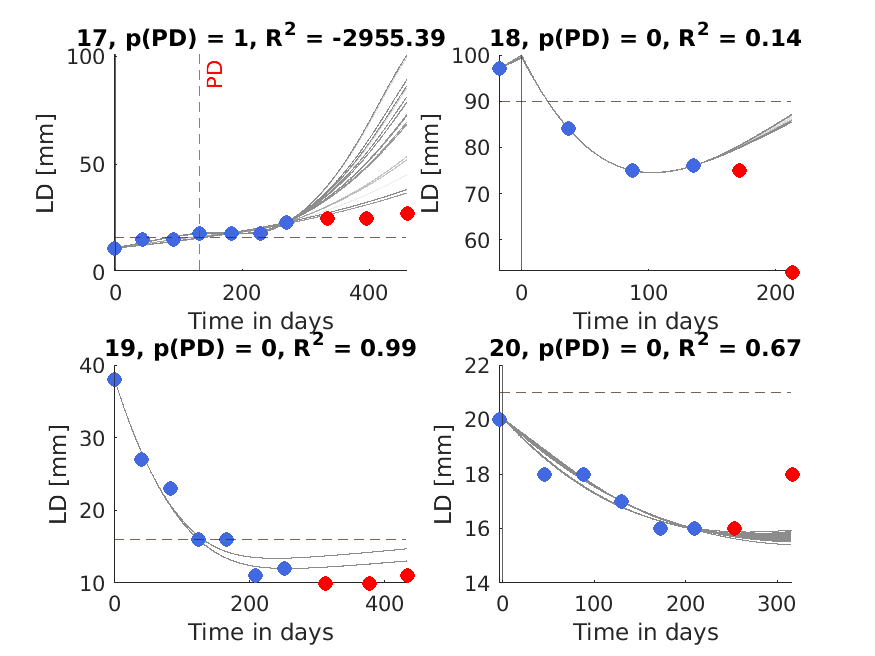 17, p(PD) = 1, R² = -2955.39
100
50
0
LD [mm]
PD
0
200
400
Time in days
18, p(PD) = 0, R² = 0.14
100
90
80
70
60
LD [mm]
0
100
200
Time in days
19, p(PD) = 0, R² = 0.99
40
30
20
10
LD [mm]
0
200
400
Time in days
20, p(PD) = 0, R² = 0.67
22
20
18
16
14
LD [mm]
0
100
200
300
Time in days